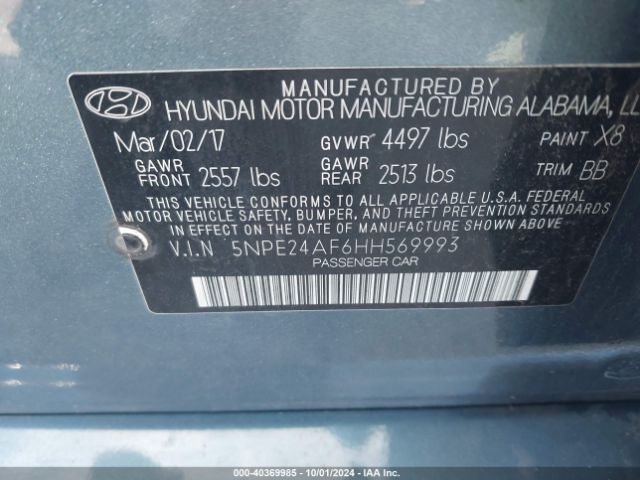 MANUFACTURED BY
HYUNDAI MOTOR MANUFACTURING ALABAMA,
Mar/02/17 GVWR 4497 lbs PAINT X8
GAWR FRONT 2557 lbs GAWR REAR 2513 lbs TRIM BB
THIS VEHICLE CONFORMS TO ALL APPLICABLE U.S.A. FEDERAL
MOTOR VEHICLE SAFETY, BUMPER, AND THEFT PREVENTION STANDARDS
IN EFFECT ON THE DATE OF MANUFACTURE SHOWN ABOVE.
V.I.N 5NPE24AF6HH569993
PASSENGER CAR
000-40369985 - 10/01/2024 - IAA Inc.